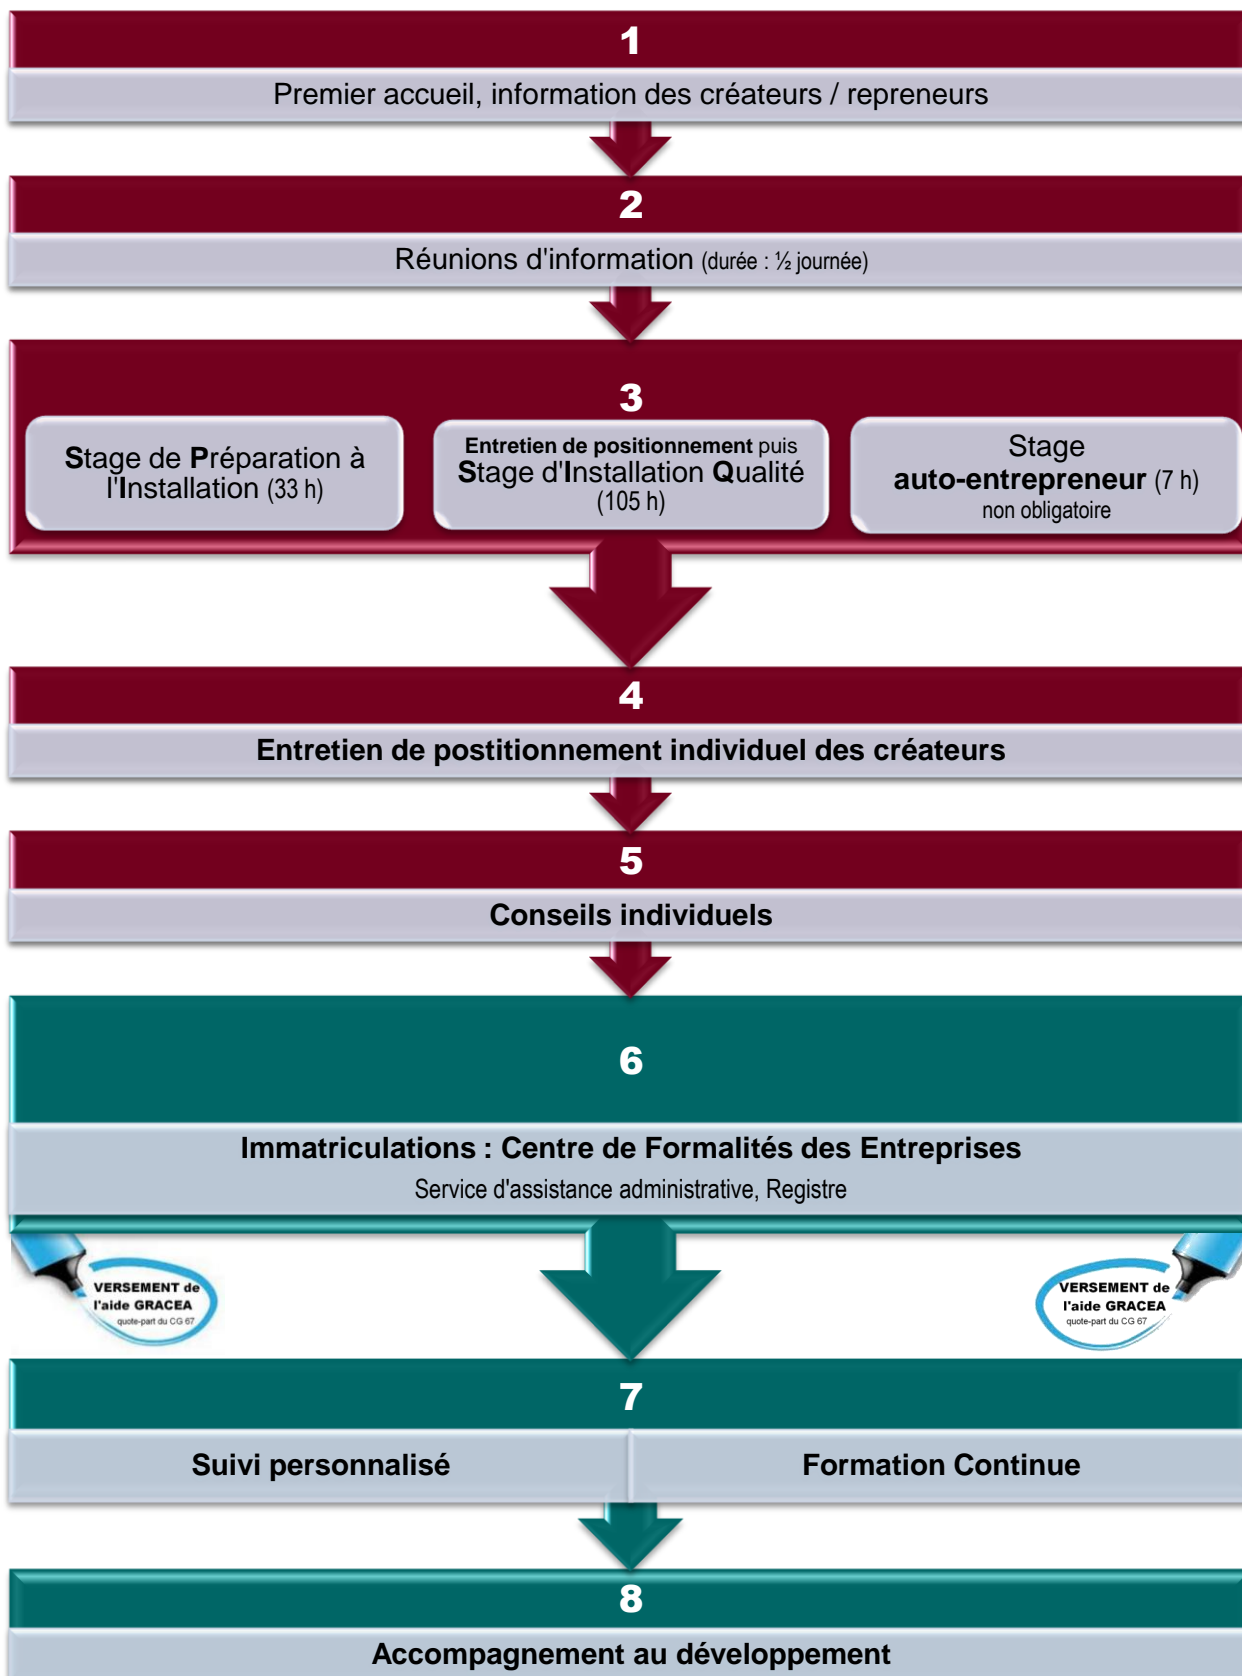 1
Premier accueil, information des créateurs / repreneurs
2
Réunions d'information (durée : ½ journée)
3
Stage de Préparation à
l'Installation (33 h)
Entretien de positionnement puis
Stage d'Installation Qualité
(105 h)
Stage
auto-entrepreneur (7 h)
non obligatoire
4
Entretien de postitionnement individuel des créateurs
5
Conseils individuels
6
Immatriculations : Centre de Formalités des Entreprises
Service d'assistance administrative, Registre
VERSEMENT de
l'aide GRACEA
quote-part du CG 67
VERSEMENT de
l'aide GRACEA
quote-part du CG 67
7
Suivi personnalisé
Formation Continue
8
Accompagnement au développement